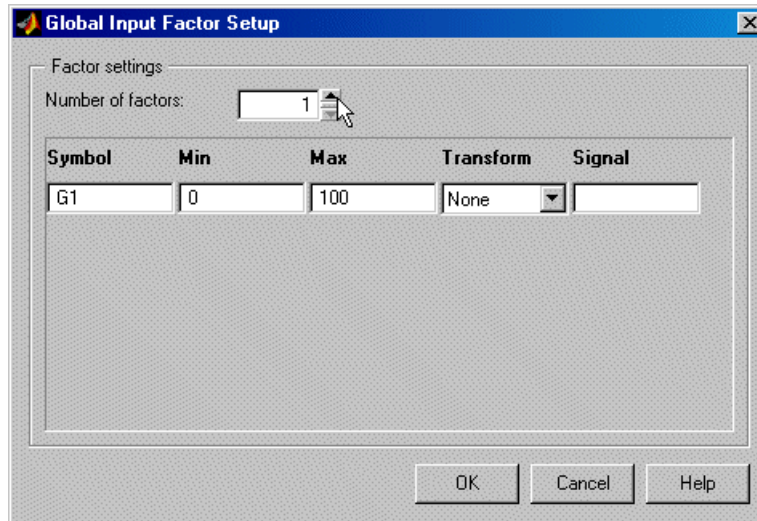 Global Input Factor Setup
Factor settings
Number of factors: 1
Symbol Min Max Transform Signal
G1 0 100 None
OK Cancel Help